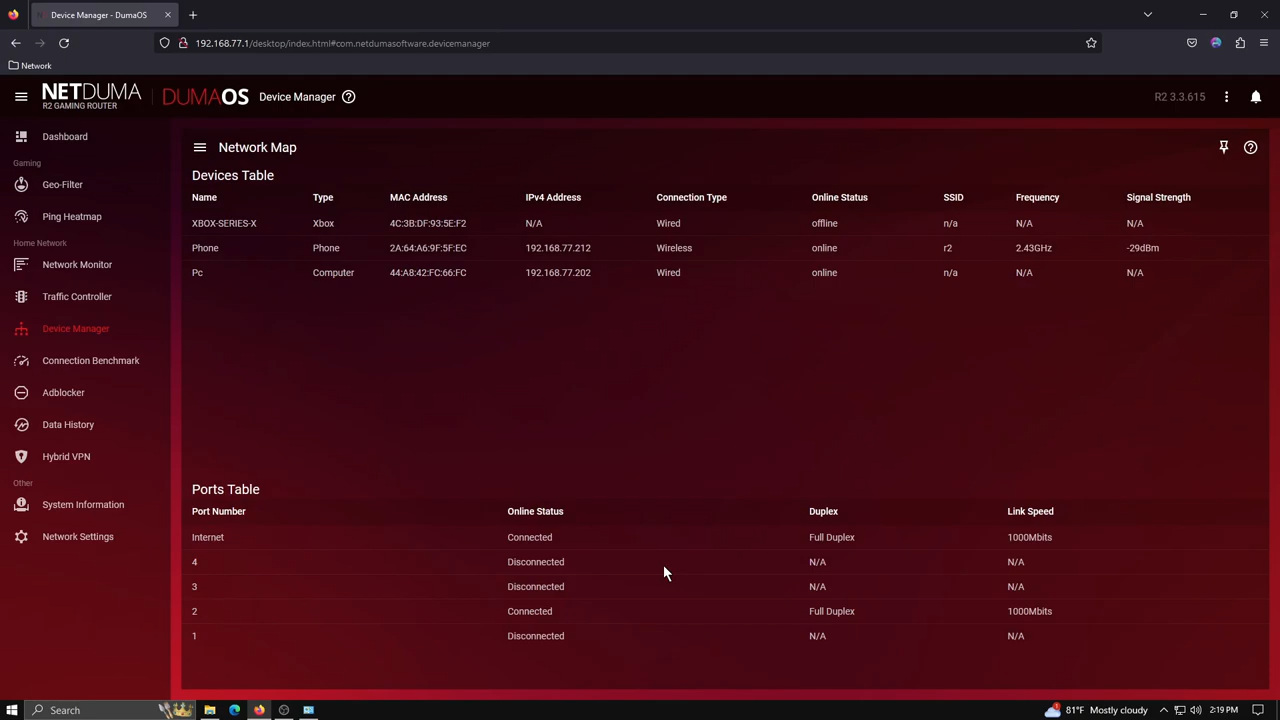 Device Manager - DumaOS
192.168.77.1/desktop/index.html#com.netdumasoftware.devicemanager
Network
NETDUMA
R2 GAMING ROUTER
DUMAOS
Device Manager
R2 3.3.615
Dashboard
Gaming
Geo-Filter
Ping Heatmap
Home Network
Network Monitor
Traffic Controller
Device Manager
Connection Benchmark
Adblocker
Data History
Hybrid VPN
Other
System Information
Network Settings
Network Map
Devices Table
Name Type MAC Address IPv4 Address Connection Type Online Status SSID Frequency Signal Strength
XBOX-SERIES-X Xbox 4C:3B:DF:93:5E:F2 N/A Wired offline n/a N/A N/A
Phone Phone 2A:64:A6:9F:5F:EC 192.168.77.212 Wireless online r2 2.43GHz -29dBm
Pc Computer 44:A8:42:FC:66:FC 192.168.77.202 Wired online n/a N/A N/A
Ports Table
Port Number Online Status Duplex Link Speed
Internet Connected Full Duplex 1000Mbits
4 Disconnected N/A N/A
3 Disconnected N/A N/A
2 Connected Full Duplex 1000Mbits
1 Disconnected N/A N/A
Search
81°F Mostly cloudy
2:19 PM